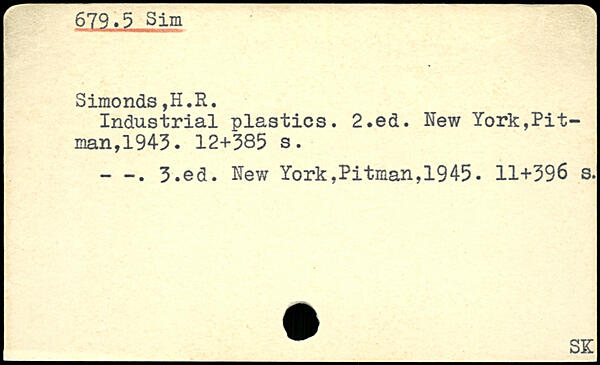 679.5 Sim
Simonds,H.R.
Industrial plastics. 2.ed. New York,Pit-
man,1943. 12+385 s.
- -. 3.ed. New York,Pitman,1945. 11+396 s.
SK